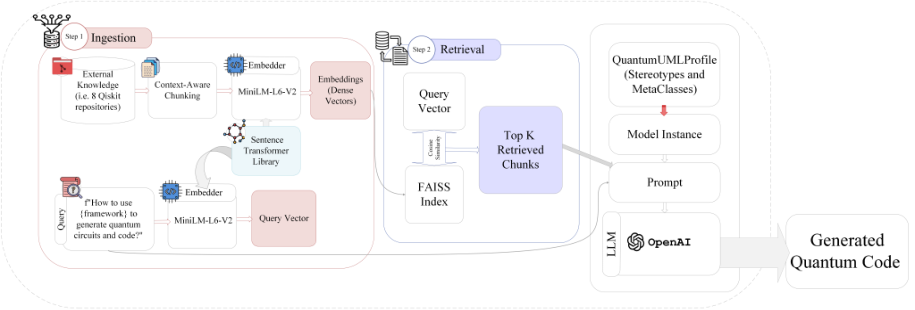 Step 1
Ingestion
External
Knowledge
(i.e. 8 Qiskit
repositories)
Context-Aware
Chunking
Embedder
MiniLM-L6-V2
Embeddings
(Dense
Vectors)
Sentence
Transformer
Library
Query
f"How to use
{framework} to
generate quantum
circuits and code?"
Embedder
MiniLM-L6-V2
Query Vector
Step 2
Retrieval
Query
Vector
Cosine
Similarity
FAISS
Index
Top K
Retrieved
Chunks
QuantumUMLProfile
(Stereotypes and
MetaClasses)
Model Instance
Prompt
LLM
OpenAI
Generated
Quantum Code